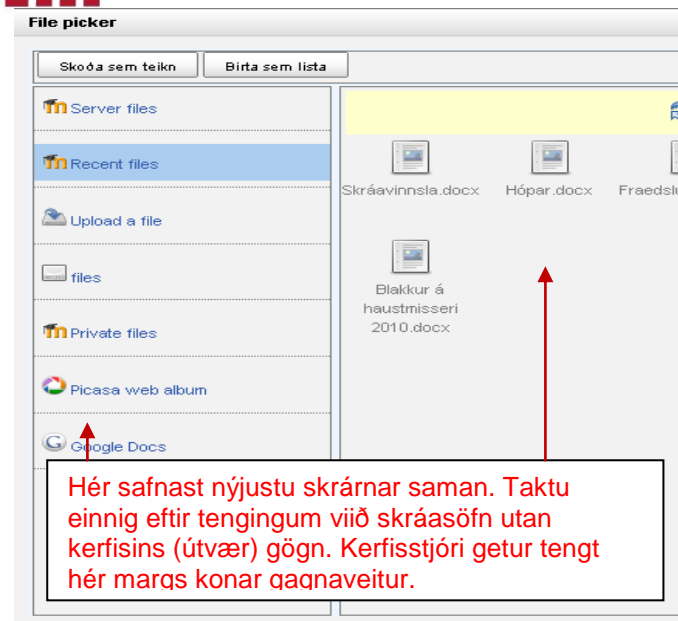 File picker
Skoða sem teikn
Birta sem lista
Server files
Recent files
Upload a file
files
Private files
Picasa web album
Google Docs
Skráavinnsla.docx
Hópar.docx
Fraedslu
Blakkur á
haustmisseri
2010.docx
Hér safnast nýjustu skrárnar saman. Taktu
einnig eftir tengingum viið skráasöfn utan
kerfisins (útvær) gögn. Kerfisstjóri getur tengt
hér margs konar gagnaveitur.